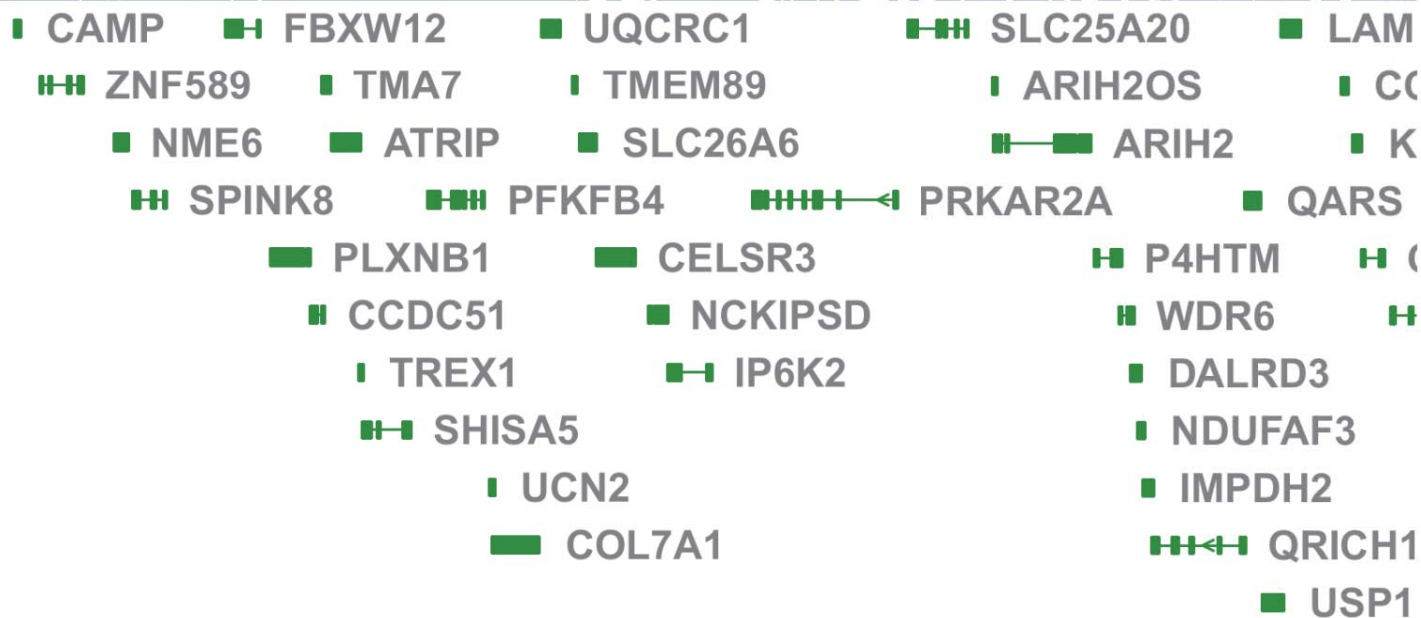 CAMP FBXW12 UQCRC1 SLC25A20 LAM
ZNF589 TMA7 TMEM89 ARIH2OS
NME6 ATRIP SLC26A6 ARIH2 K
SPINK8 PFKFB4 PRKAR2A QARS
PLXNB1 CELSR3 P4HTM
CCDC51 NCKIPSD WDR6
TREX1 IP6K2 DALRD3
SHISA5 NDUFAF3
UCN2 IMPDH2
COL7A1 QRICH1
USP1